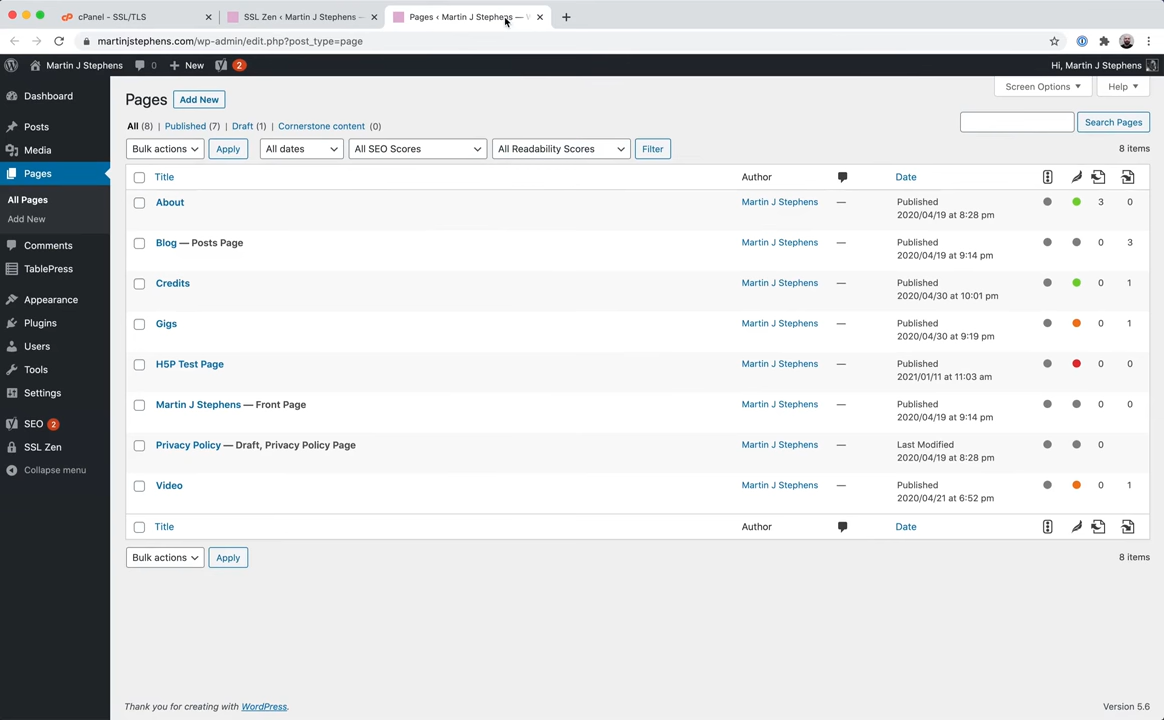 cPanel - SSL/TLS
SSL Zen ‹ Martin J Stephens —
Pages ‹ Martin J Stephens — W
martinjstephens.com/wp-admin/edit.php?post_type=page
Martin J Stephens 0 New 2 Hi, Martin J Stephens
Dashboard
Posts
Media
Pages
All Pages
Add New
Comments
TablePress
Appearance
Plugins
Users
Tools
Settings
SEO 2
SSL Zen
Collapse menu
Screen Options Help
Pages Add New
All (8) | Published (7) | Draft (1) | Cornerstone content (0)
Search Pages
Bulk actions Apply All dates All SEO Scores All Readability Scores Filter 8 items
Title Author Date
About Martin J Stephens — Published 3 0
2020/04/19 at 8:28 pm
Blog — Posts Page Martin J Stephens — Published 0 3
2020/04/19 at 9:14 pm
Credits Martin J Stephens — Published 0 1
2020/04/30 at 10:01 pm
Gigs Martin J Stephens — Published 0 1
2020/04/30 at 9:19 pm
H5P Test Page Martin J Stephens — Published 0 0
2021/01/11 at 11:03 am
Martin J Stephens — Front Page Martin J Stephens — Published 0 0
2020/04/19 at 9:14 pm
Privacy Policy — Draft, Privacy Policy Page Martin J Stephens — Last Modified 0
2020/04/19 at 8:28 pm
Video Martin J Stephens — Published 0 1
2020/04/21 at 6:52 pm
Title Author Date
Bulk actions Apply 8 items
Thank you for creating with WordPress. Version 5.6